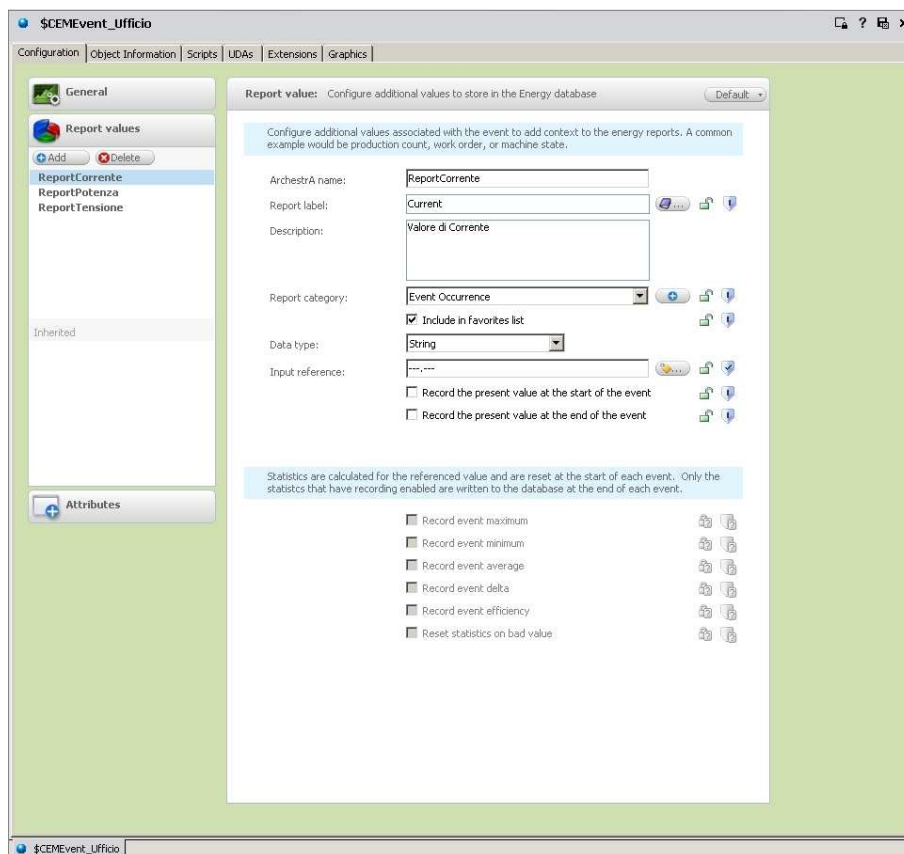 $CEMEvent_Ufficio
Configuration Object Information Scripts UDAs Extensions Graphics
General
Report values
Add Delete
ReportCorrente
ReportPotenza
ReportTensione
Inherited
Attributes
Report value: Configure additional values to store in the Energy database
Default
Configure additional values associated with the event to add context to the energy reports. A common
example would be production count, work order, or machine state.
ArchestrA name: ReportCorrente
Report label: Current
Description: Valore di Corrente
Report category: Event Occurrence
Include in favorites list
Data type: String
Input reference: ---.---
Record the present value at the start of the event
Record the present value at the end of the event
Statistics are calculated for the referenced value and are reset at the start of each event. Only the
statistcs that have recording enabled are written to the database at the end of each event.
Record event maximum
Record event minimum
Record event average
Record event delta
Record event efficiency
Reset statistics on bad value
$CEMEvent_Ufficio